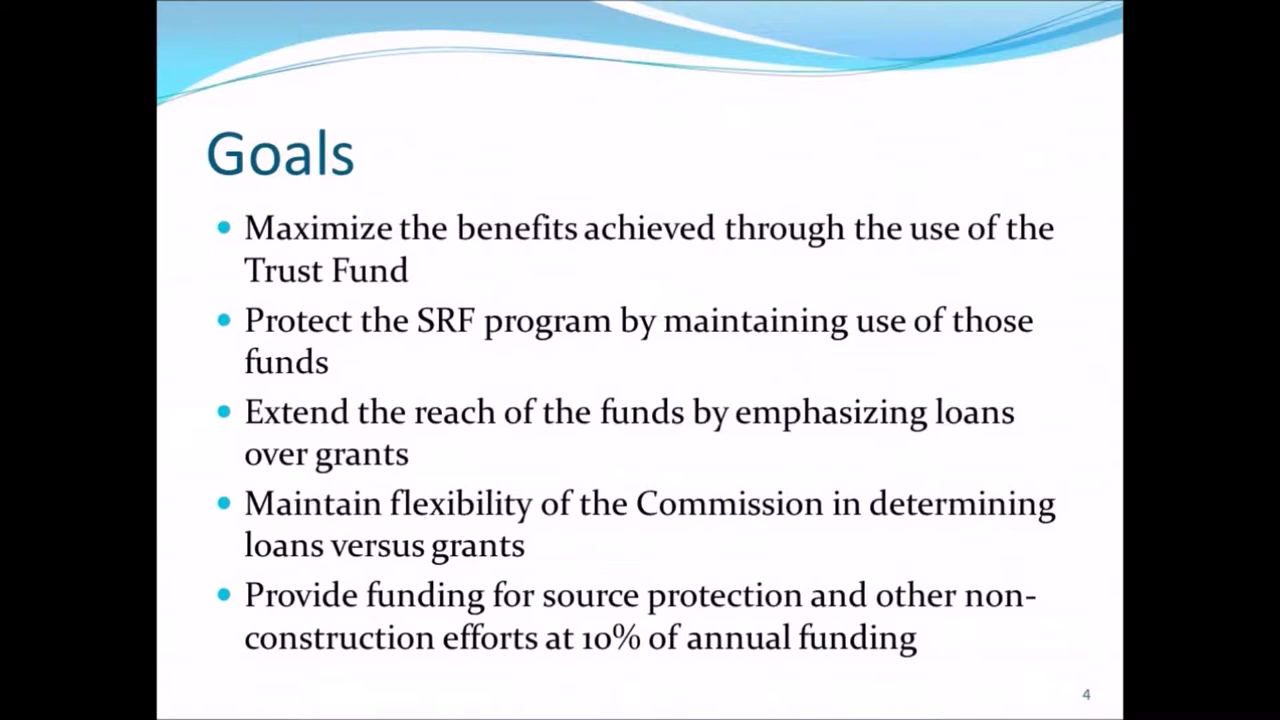 Goals
• Maximize the benefits achieved through the use of the
Trust Fund
• Protect the SRF program by maintaining use of those
funds
• Extend the reach of the funds by emphasizing loans
over grants
• Maintain flexibility of the Commission in determining
loans versus grants
• Provide funding for source protection and other non-
construction efforts at 10% of annual funding
4